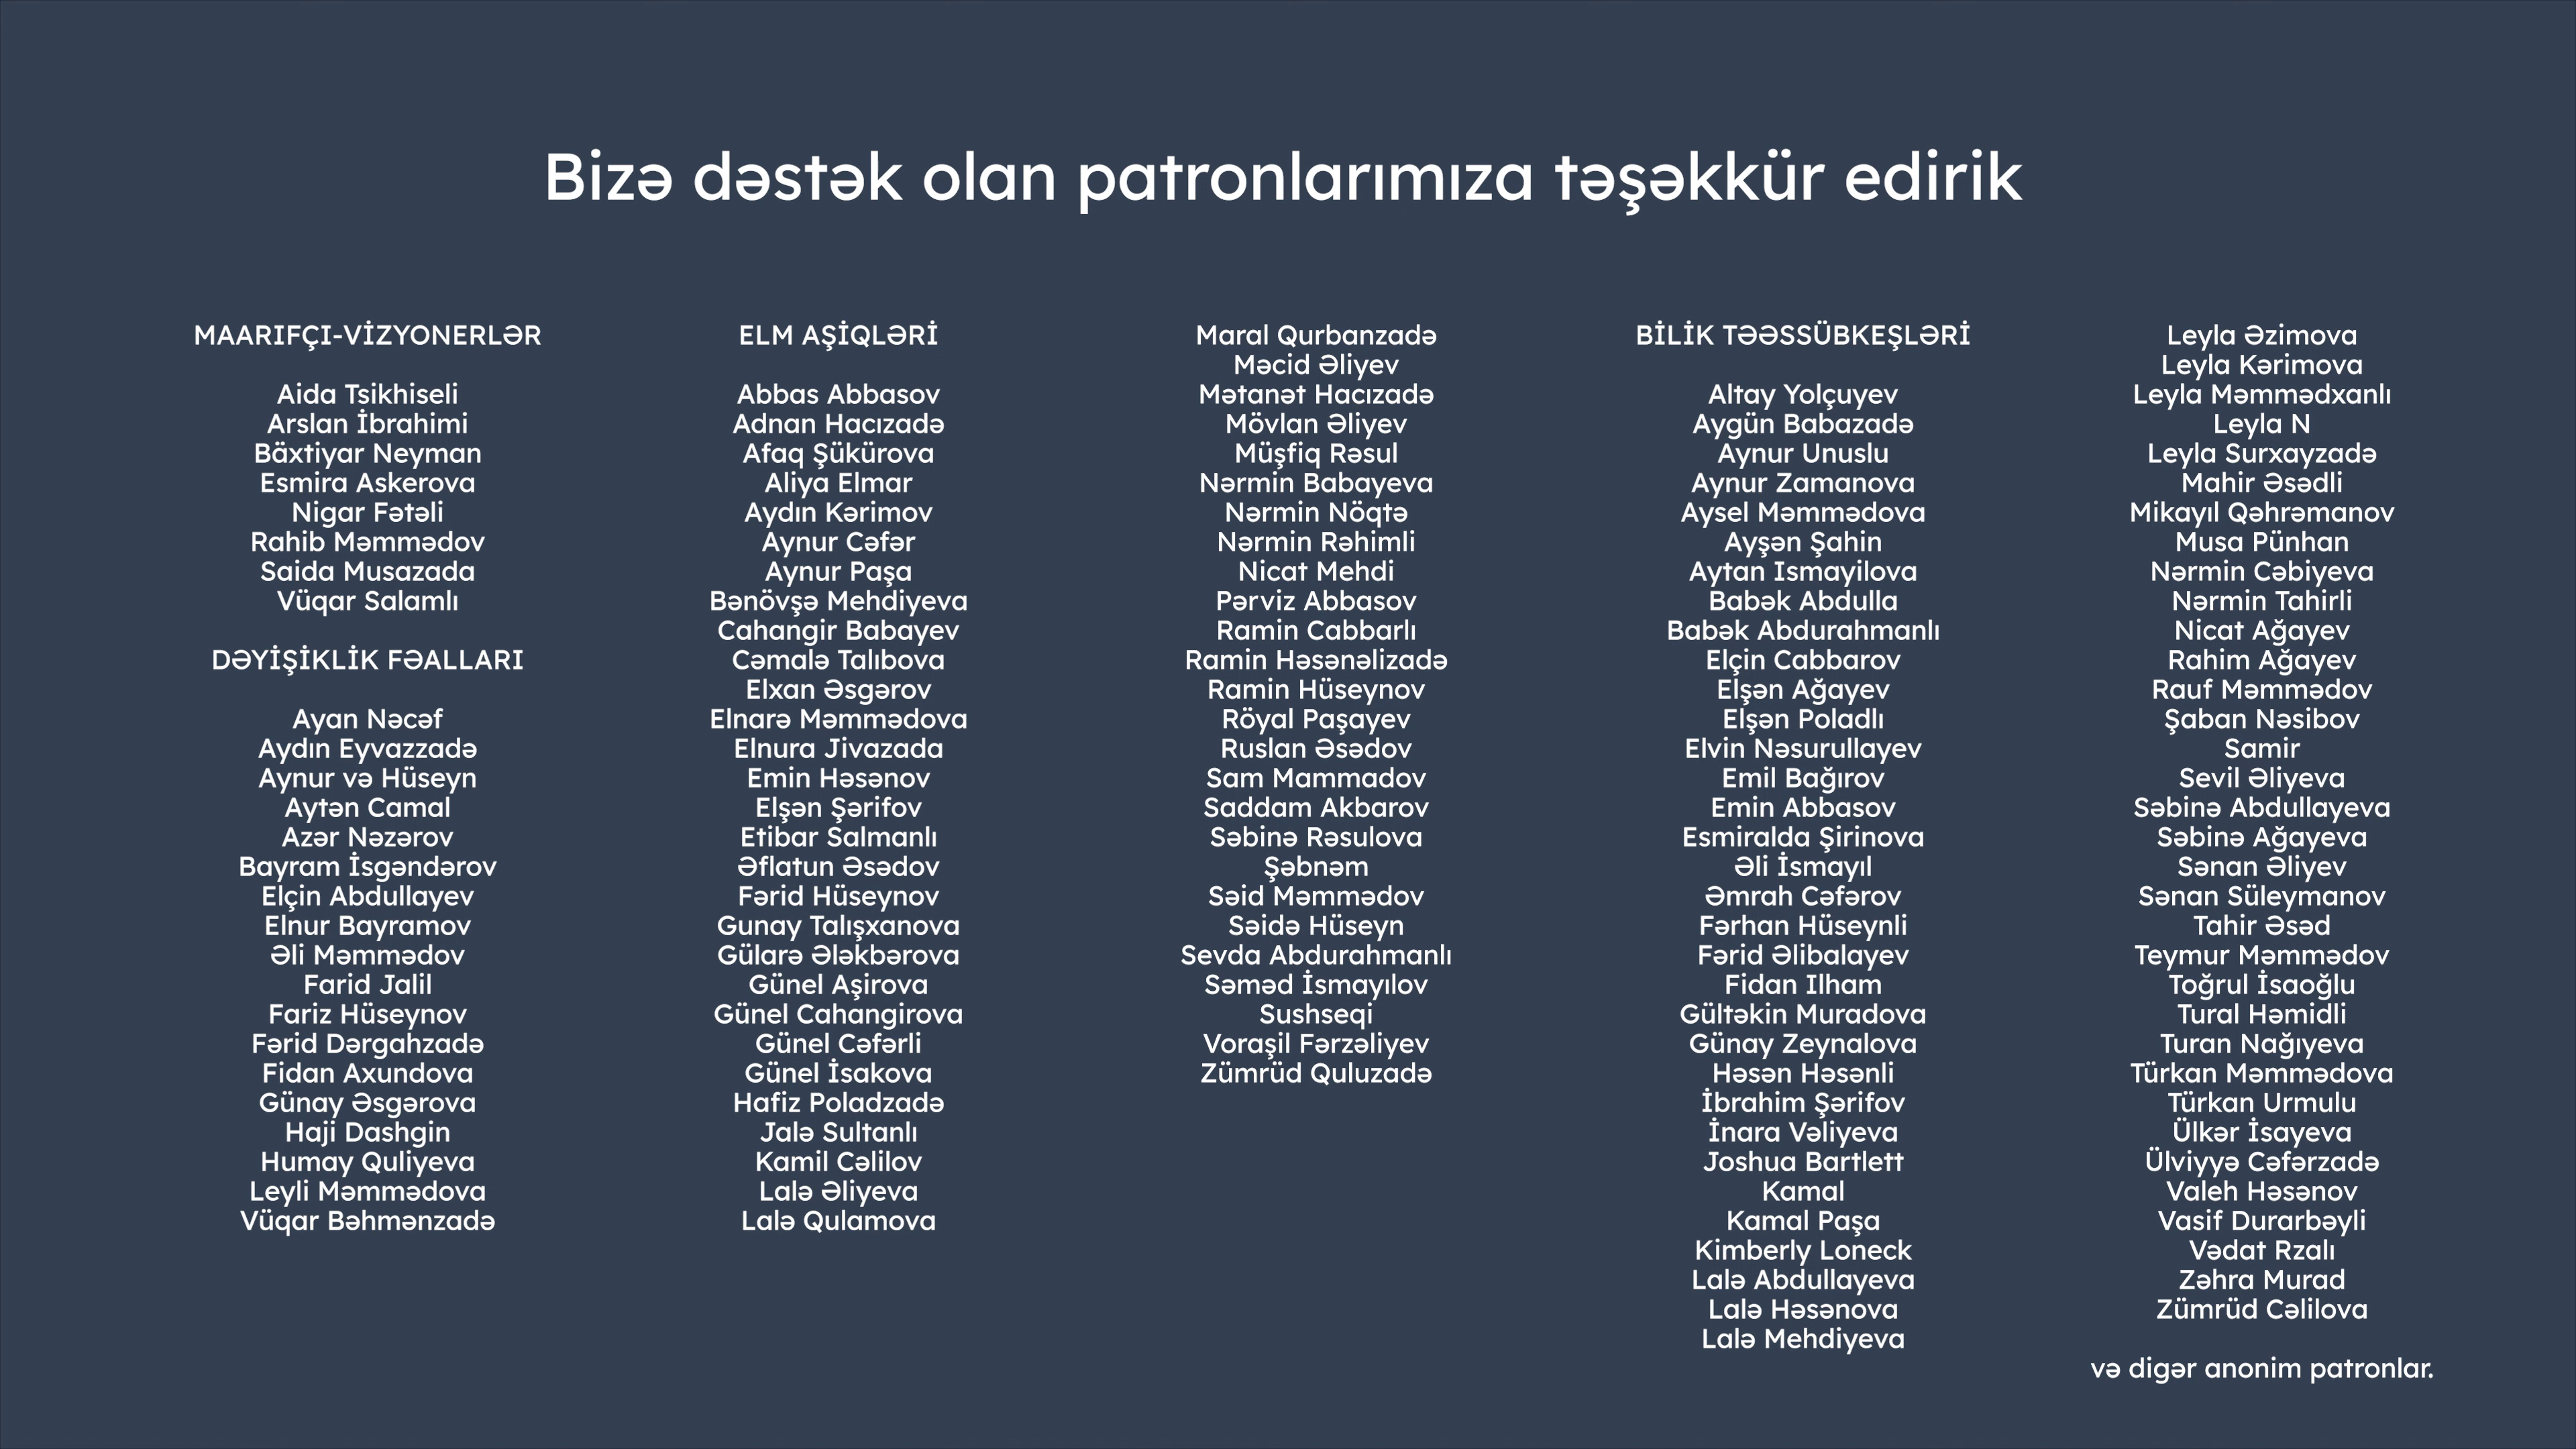 Bizə dəstək olan patronlarımıza təşəkkür edirik
MAARIFÇI-VİZYONERLƏR
Aida Tsikhiseli
Arslan İbrahimi
Bäxtiyar Neyman
Esmira Askerova
Nigar Fətəli
Rahib Məmmədov
Saida Musazada
Vüqar Salamlı
DƏYİŞİKLİK FƏALLARI
Ayan Nəcəf
Aydın Eyvazzadə
Aynur və Hüseyn
Aytən Camal
Azər Nəzərov
Bayram İsgəndərov
Elçin Abdullayev
Elnur Bayramov
Əli Məmmədov
Farid Jalil
Fariz Hüseynov
Fərid Dərgahzadə
Fidan Axundova
Günay Əsgərova
Haji Dashgin
Humay Quliyeva
Leyli Məmmədova
Vüqar Bəhmənzadə
ELM AŞİQLƏRİ
Abbas Abbasov
Adnan Hacızadə
Afaq Şükürova
Aliya Elmar
Aydın Kərimov
Aynur Cəfər
Aynur Paşa
Bənövşə Mehdiyeva
Cahangir Babayev
Cəmalə Talıbova
Elxan Əsgərov
Elnarə Məmmədova
Elnura Jivazada
Emin Həsənov
Elşən Şərifov
Etibar Salmanlı
Əflatun Əsədov
Fərid Hüseynov
Gunay Talışxanova
Gülarə Ələkbərova
Günel Aşirova
Günel Cahangirova
Günel Cəfərli
Günel İsakova
Hafiz Poladzadə
Jalə Sultanlı
Kamil Cəlilov
Lalə Əliyeva
Lalə Qulamova
Maral Qurbanzadə
Məcid Əliyev
Mətanət Hacızadə
Mövlan Əliyev
Müşfiq Rəsul
Nərmin Babayeva
Nərmin Nöqtə
Nərmin Rəhimli
Nicat Mehdi
Pərviz Abbasov
Ramin Cabbarlı
Ramin Həsənəlizadə
Ramin Hüseynov
Röyal Paşayev
Ruslan Əsədov
Sam Mammadov
Saddam Akbarov
Səbinə Rəsulova
Şəbnəm
Səid Məmmədov
Səidə Hüseyn
Sevda Abdurahmanlı
Səməd İsmayılov
Sushseqi
Voraşil Fərzəliyev
Zümrüd Quluzadə
BİLİK TƏƏSSÜBKEŞLƏRİ
Altay Yolçuyev
Aygün Babazadə
Aynur Unuslu
Aynur Zamanova
Aysel Məmmədova
Ayşən Şahin
Aytan Ismayilova
Babək Abdulla
Babək Abdurahmanlı
Elçin Cabbarov
Elşən Ağayev
Elşən Poladlı
Elvin Nəsurullayev
Emil Bağırov
Emin Abbasov
Esmiralda Şirinova
Əli İsmayıl
Əmrah Cəfərov
Fərhan Hüseynli
Fərid Əlibalayev
Fidan Ilham
Gültəkin Muradova
Günay Zeynalova
Həsən Həsənli
İbrahim Şərifov
İnara Vəliyeva
Joshua Bartlett
Kamal
Kamal Paşa
Kimberly Loneck
Lalə Abdullayeva
Lalə Həsənova
Lalə Mehdiyeva
Leyla Əzimova
Leyla Kərimova
Leyla Məmmədxanlı
Leyla N
Leyla Surxayzadə
Mahir Əsədli
Mikayıl Qəhrəmanov
Musa Pünhan
Nərmin Cəbiyeva
Nərmin Tahirli
Nicat Ağayev
Rahim Ağayev
Rauf Məmmədov
Şaban Nəsibov
Samir
Sevil Əliyeva
Səbinə Abdullayeva
Səbinə Ağayeva
Sənan Əliyev
Sənan Süleymanov
Tahir Əsəd
Teymur Məmmədov
Toğrul İsaoğlu
Tural Həmidli
Turan Nağıyeva
Türkan Məmmədova
Türkan Urmulu
Ülkər İsayeva
Ülviyyə Cəfərzadə
Valeh Həsənov
Vasif Durarbəyli
Vədat Rzalı
Zəhra Murad
Zümrüd Cəlilova
və digər anonim patronlar.